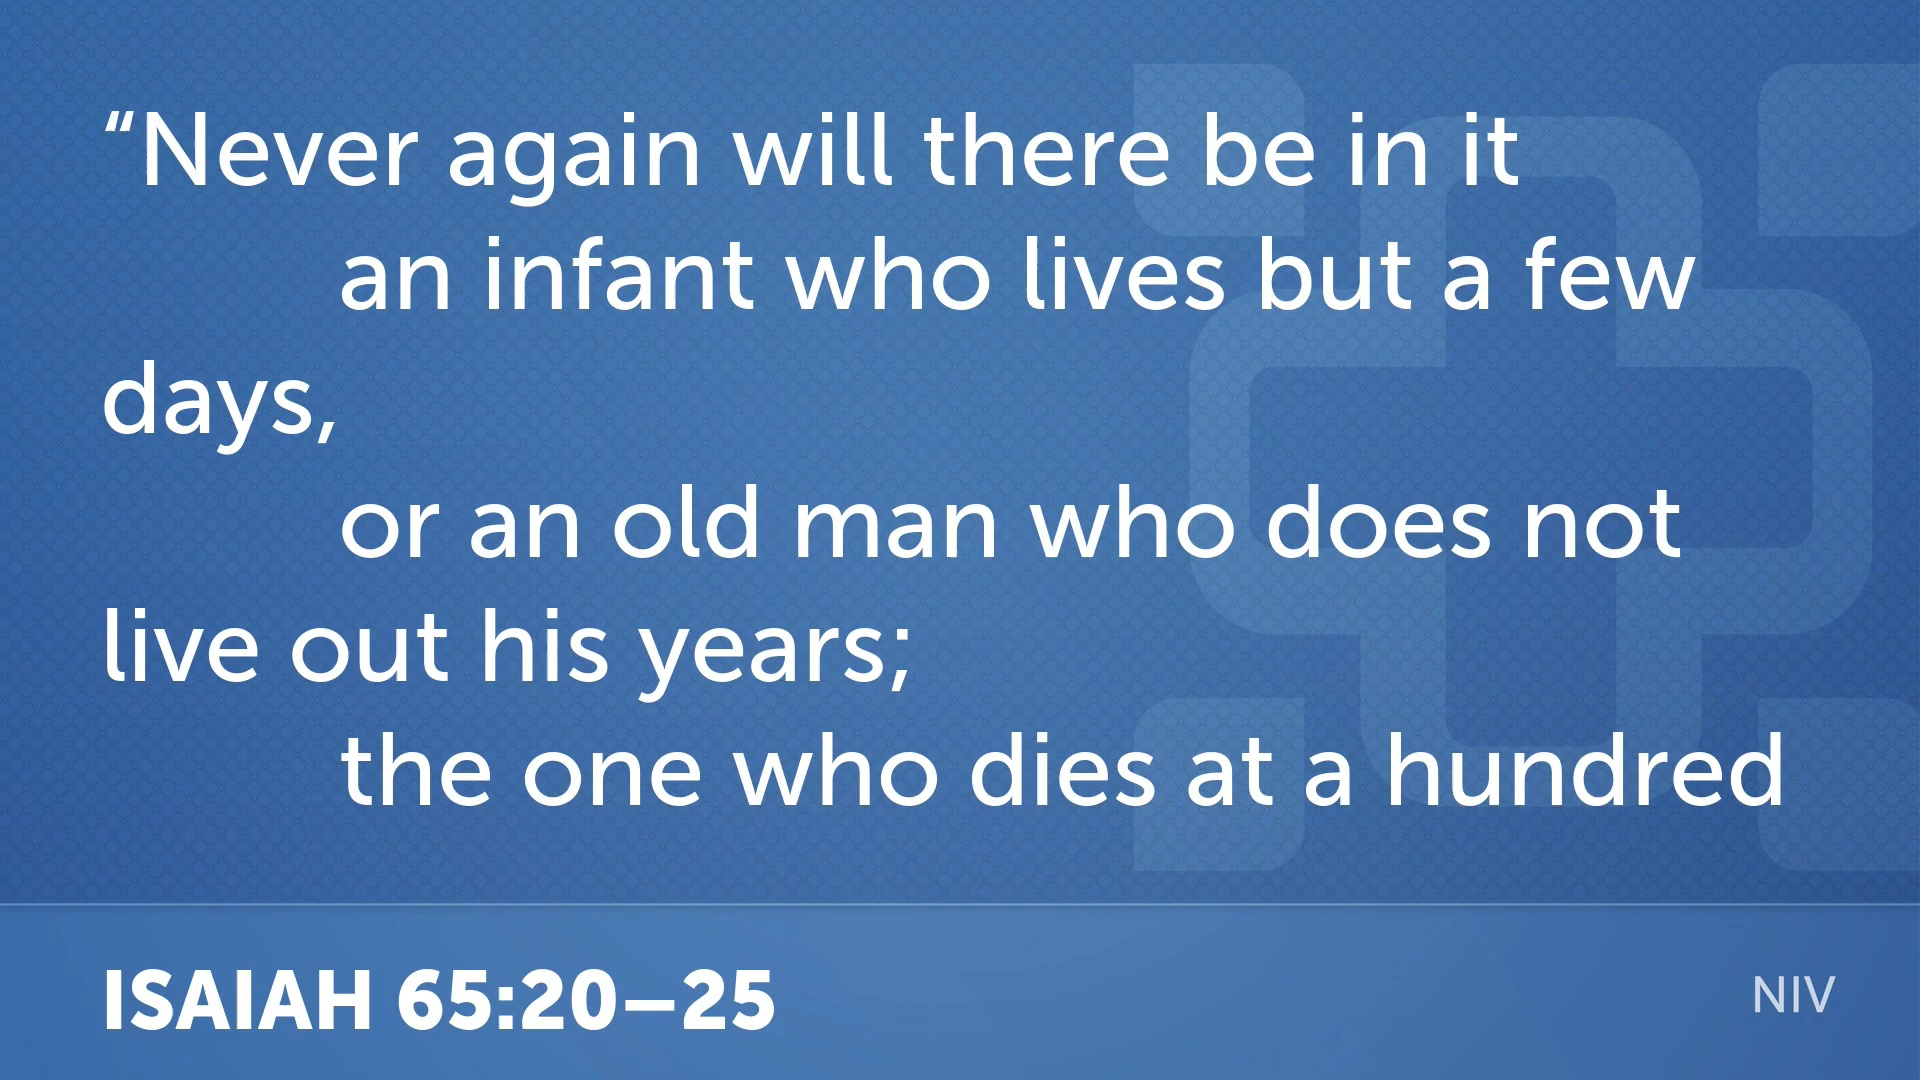 “Never again will there be in it
an infant who lives but a few
days,
or an old man who does not
live out his years;
the one who dies at a hundred
ISAIAH 65:20–25
NIV